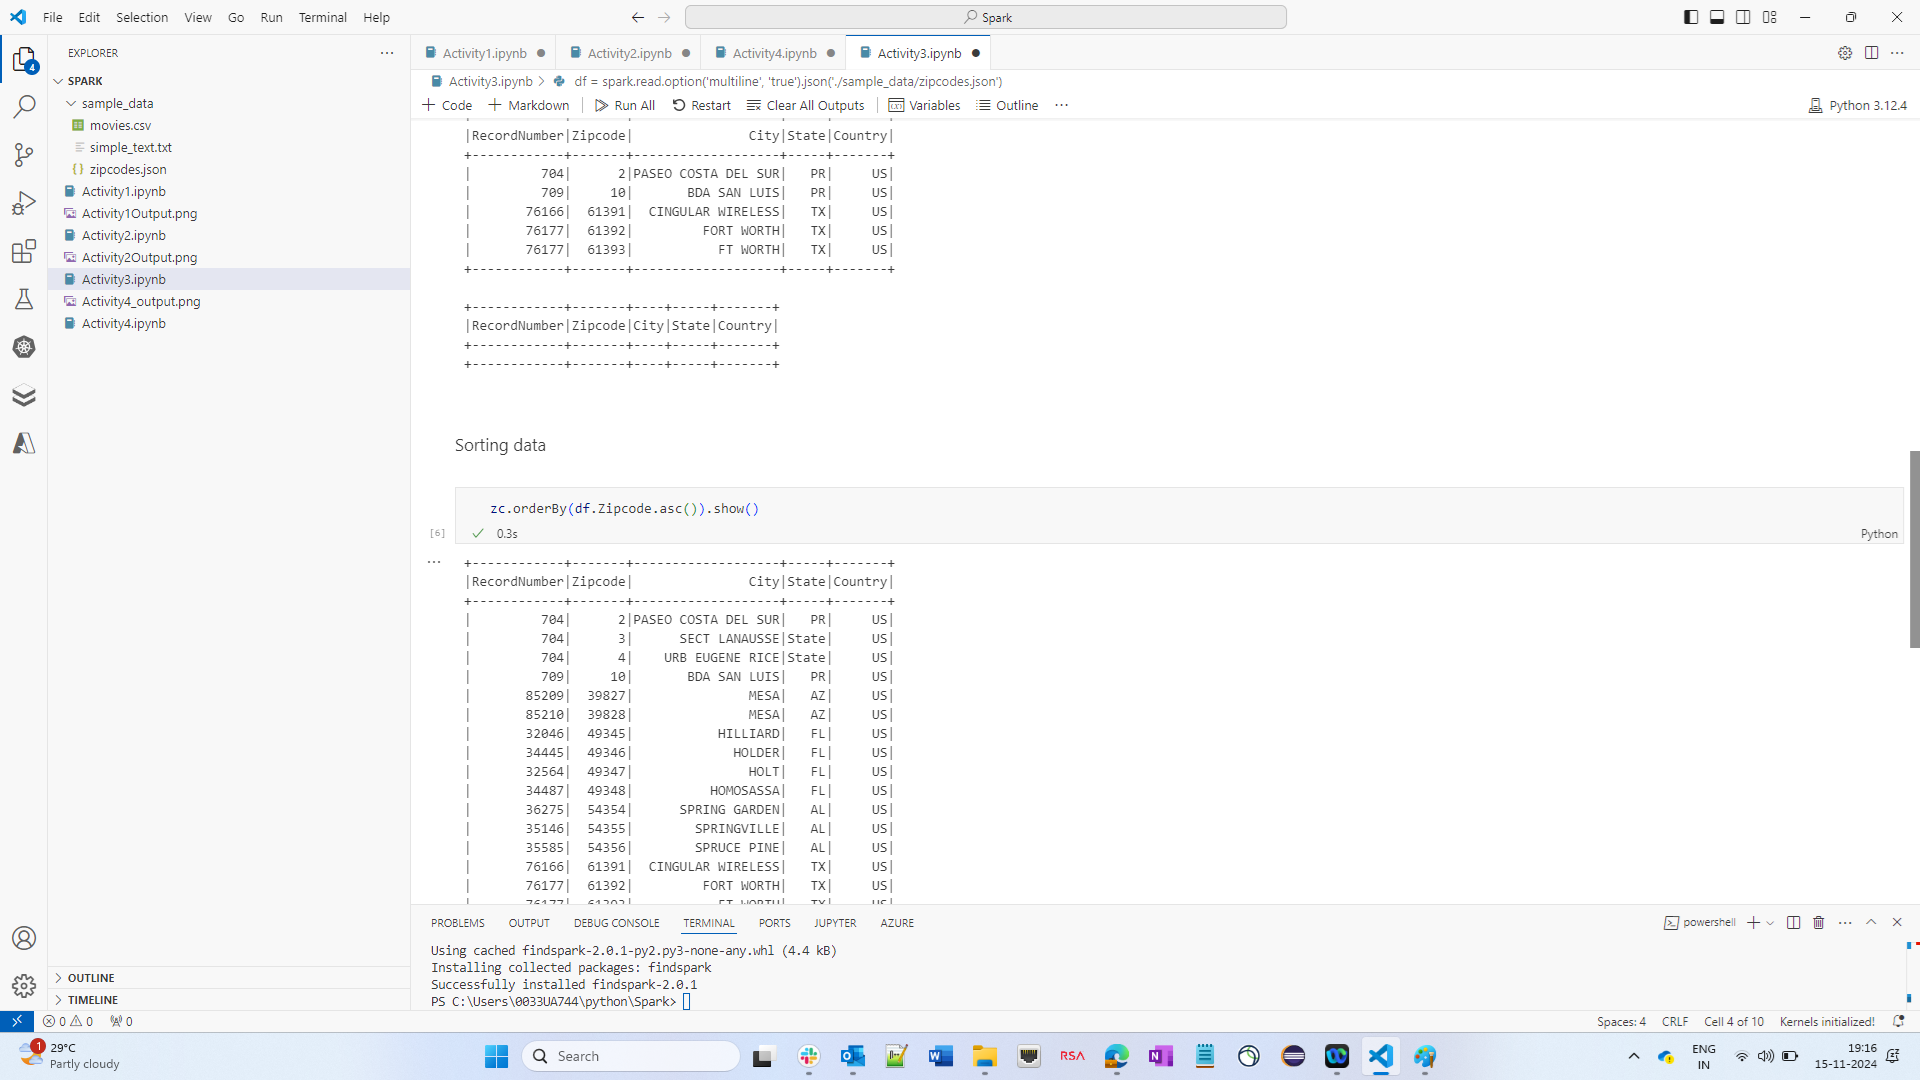 File Edit Selection View Go Run Terminal Help
Spark
EXPLORER
SPARK
sample_data
movies.csv
simple_text.txt
zipcodes.json
Activity1.ipynb
Activity1Output.png
Activity2.ipynb
Activity2Output.png
Activity3.ipynb
Activity4_output.png
Activity4.ipynb
OUTLINE
TIMELINE
4
Activity1.ipynb Activity2.ipynb Activity4.ipynb Activity3.ipynb
Activity3.ipynb > df = spark.read.option('multiline', 'true').json('./sample_data/zipcodes.json')
+ Code + Markdown Run All Restart Clear All Outputs Variables Outline ... Python 3.12.4
|RecordNumber|Zipcode|               City|State|Country|
+------------+-------+-------------------+-----+-------+
|         704|      2|PASEO COSTA DEL SUR|   PR|     US|
|         709|     10|       BDA SAN LUIS|   PR|     US|
|       76166|  61391|  CINGULAR WIRELESS|   TX|     US|
|       76177|  61392|         FORT WORTH|   TX|     US|
|       76177|  61393|           FT WORTH|   TX|     US|
+------------+-------+-------------------+-----+-------+
+------------+-------+----+-----+-------+
|RecordNumber|Zipcode|City|State|Country|
+------------+-------+----+-----+-------+
+------------+-------+----+-----+-------+
Sorting data
zc.orderBy(df.Zipcode.asc()).show()
[6] ✓ 0.3s Python
...
+------------+-------+-------------------+-----+-------+
|RecordNumber|Zipcode|               City|State|Country|
+------------+-------+-------------------+-----+-------+
|         704|      2|PASEO COSTA DEL SUR|   PR|     US|
|         704|      3|      SECT LANAUSSE|State|     US|
|         704|      4|    URB EUGENE RICE|State|     US|
|         709|     10|       BDA SAN LUIS|   PR|     US|
|       85209|  39827|               MESA|   AZ|     US|
|       85210|  39828|               MESA|   AZ|     US|
|       32046|  49345|           HILLIARD|   FL|     US|
|       34445|  49346|             HOLDER|   FL|     US|
|       32564|  49347|               HOLT|   FL|     US|
|       34487|  49348|          HOMOSASSA|   FL|     US|
|       36275|  54354|      SPRING GARDEN|   AL|     US|
|       35146|  54355|        SPRINGVILLE|   AL|     US|
|       35585|  54356|        SPRUCE PINE|   AL|     US|
|       76166|  61391|  CINGULAR WIRELESS|   TX|     US|
|       76177|  61392|         FORT WORTH|   TX|     US|
|       76177|  61393|           FT WORTH|   TX|     US|
PROBLEMS OUTPUT DEBUG CONSOLE TERMINAL PORTS JUPYTER AZURE powershell
Using cached findspark-2.0.1-py2.py3-none-any.whl (4.4 kB)
Installing collected packages: findspark
Successfully installed findspark-2.0.1
PS C:\Users\0033UA744\python\Spark>
0 0 0 Spaces: 4 CRLF Cell 4 of 10 Kernels initialized!
1 29°C
Partly cloudy
Search
RSA
ENG
IN
19:16
15-11-2024